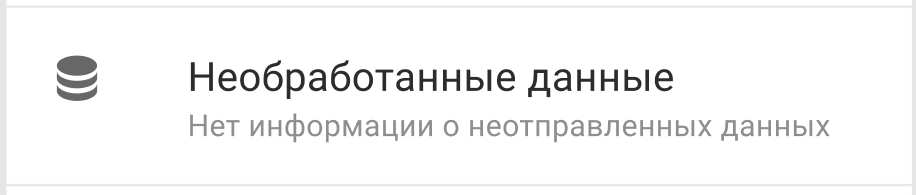 Необработанные данные
Нет информации о неотправленных данных